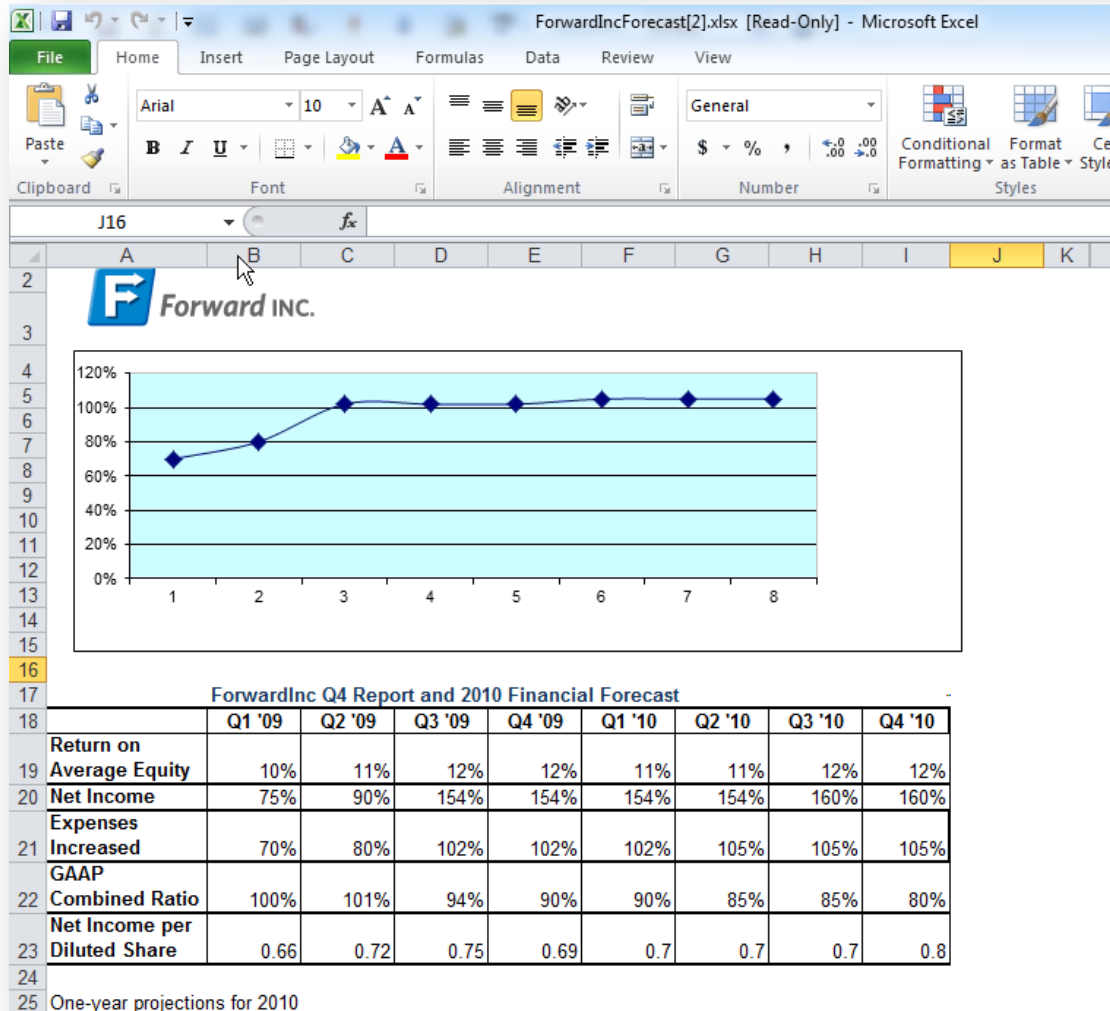 ForwardIncForecast[2].xlsx [Read-Only] - Microsoft Excel
File Home Insert Page Layout Formulas Data Review View
Arial 10 A A General
Paste B I U A $ % , .0 .00 .00 .0 Conditional Formatting Format as Table Ce Style
Clipboard Font Alignment Number Styles
J16 fx
A B C D E F G H I J K
2
Forward INC.
3
4 120%
5 100%
6
7 80%
8 60%
9
10 40%
11 20%
12 0%
13 1 2 3 4 5 6 7 8
14
15
16
17 ForwardInc Q4 Report and 2010 Financial Forecast
18 Q1 '09 Q2 '09 Q3 '09 Q4 '09 Q1 '10 Q2 '10 Q3 '10 Q4 '10
Return on
19 Average Equity 10% 11% 12% 12% 11% 11% 12% 12%
20 Net Income 75% 90% 154% 154% 154% 154% 160% 160%
Expenses
21 Increased 70% 80% 102% 102% 102% 105% 105% 105%
GAAP
22 Combined Ratio 100% 101% 94% 90% 90% 85% 85% 80%
Net Income per
23 Diluted Share 0.66 0.72 0.75 0.69 0.7 0.7 0.7 0.8
24
25 One-year projections for 2010